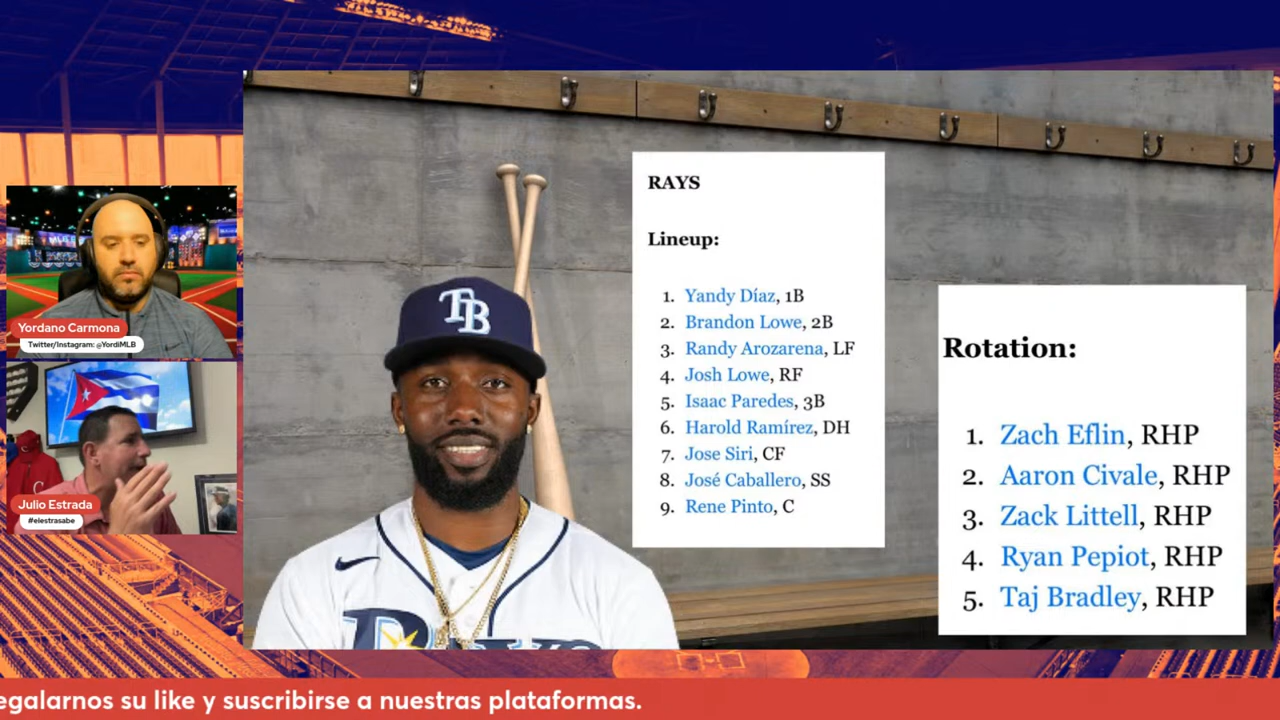 RAYS
Lineup:
1. Yandy Díaz, 1B
2. Brandon Lowe, 2B
3. Randy Arozarena, LF
4. Josh Lowe, RF
5. Isaac Paredes, 3B
6. Harold Ramírez, DH
7. Jose Siri, CF
8. José Caballero, SS
9. Rene Pinto, C
Rotation:
1. Zach Eflin, RHP
2. Aaron Civale, RHP
3. Zack Littell, RHP
4. Ryan Pepiot, RHP
5. Taj Bradley, RHP
TB
Yordano Carmona
Twitter/Instagram: @YordiMLB
Julio Estrada
#elestrasabe
egalarnos su like y suscribirse a nuestras plataformas.